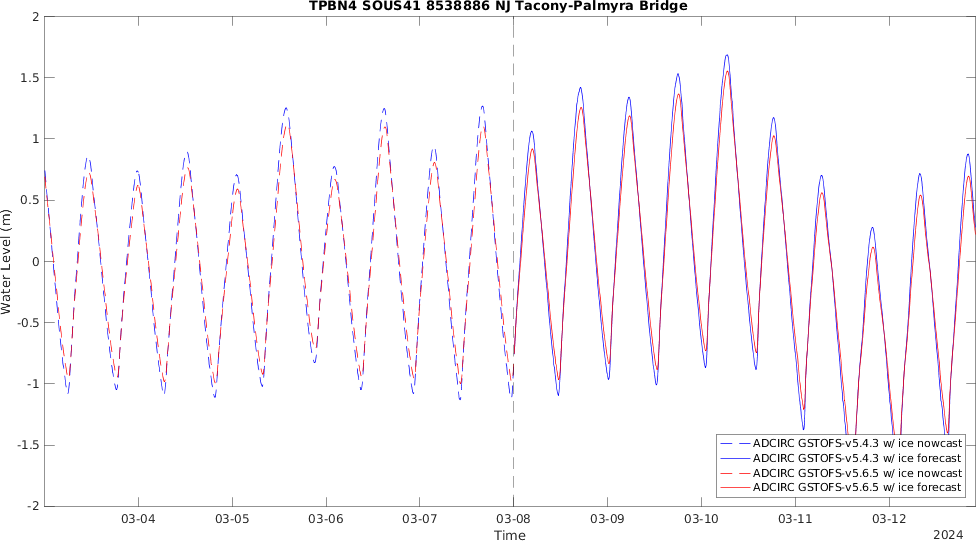 TPBN4 SOUS41 8538886 NJ Tacony-Palmyra Bridge
2
1.5
1
0.5
0
-0.5
-1
-1.5
-2
Water Level (m)
03-04 03-05 03-06 03-07 03-08 03-09 03-10 03-11 03-12
Time
2024
ADCIRC GSTOFS-v5.4.3 w/ ice nowcast
ADCIRC GSTOFS-v5.4.3 w/ ice forecast
ADCIRC GSTOFS-v5.6.5 w/ ice nowcast
ADCIRC GSTOFS-v5.6.5 w/ ice forecast